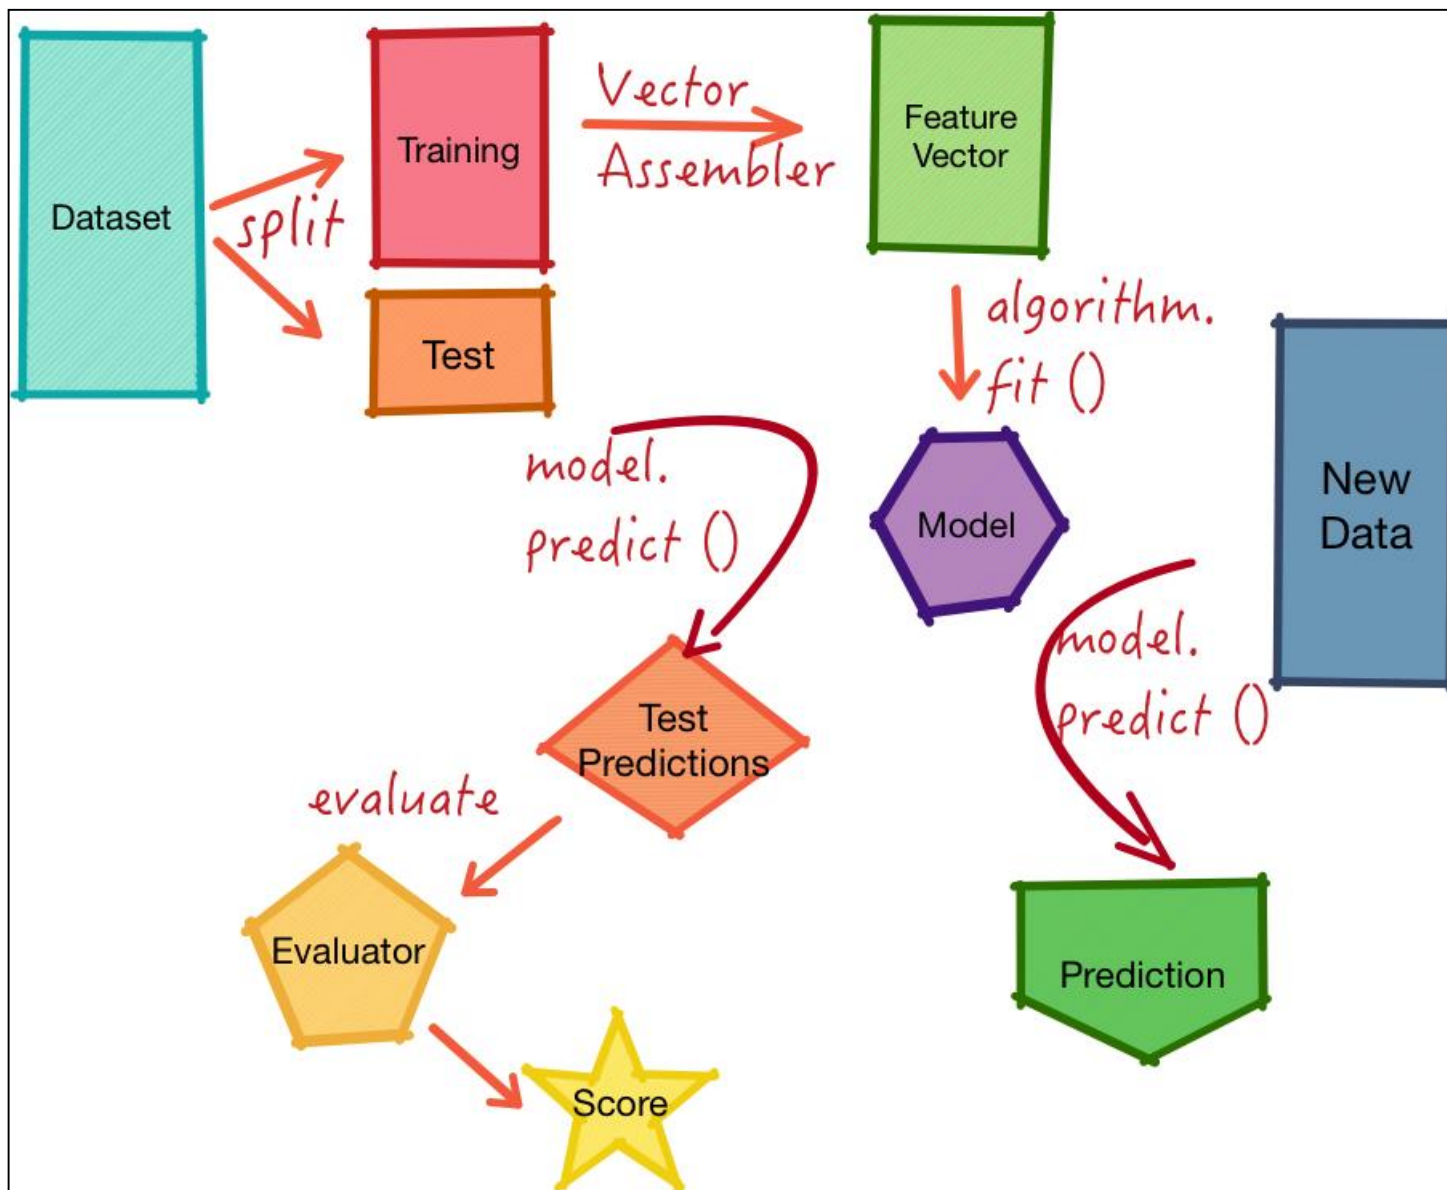 Dataset
split
Training
Test
Vector
Assembler
Feature
Vector
algorithm.
fit ()
Model
New
Data
model.
predict ()
model.
predict ()
Test
Predictions
evaluate
Evaluator
Score
Prediction